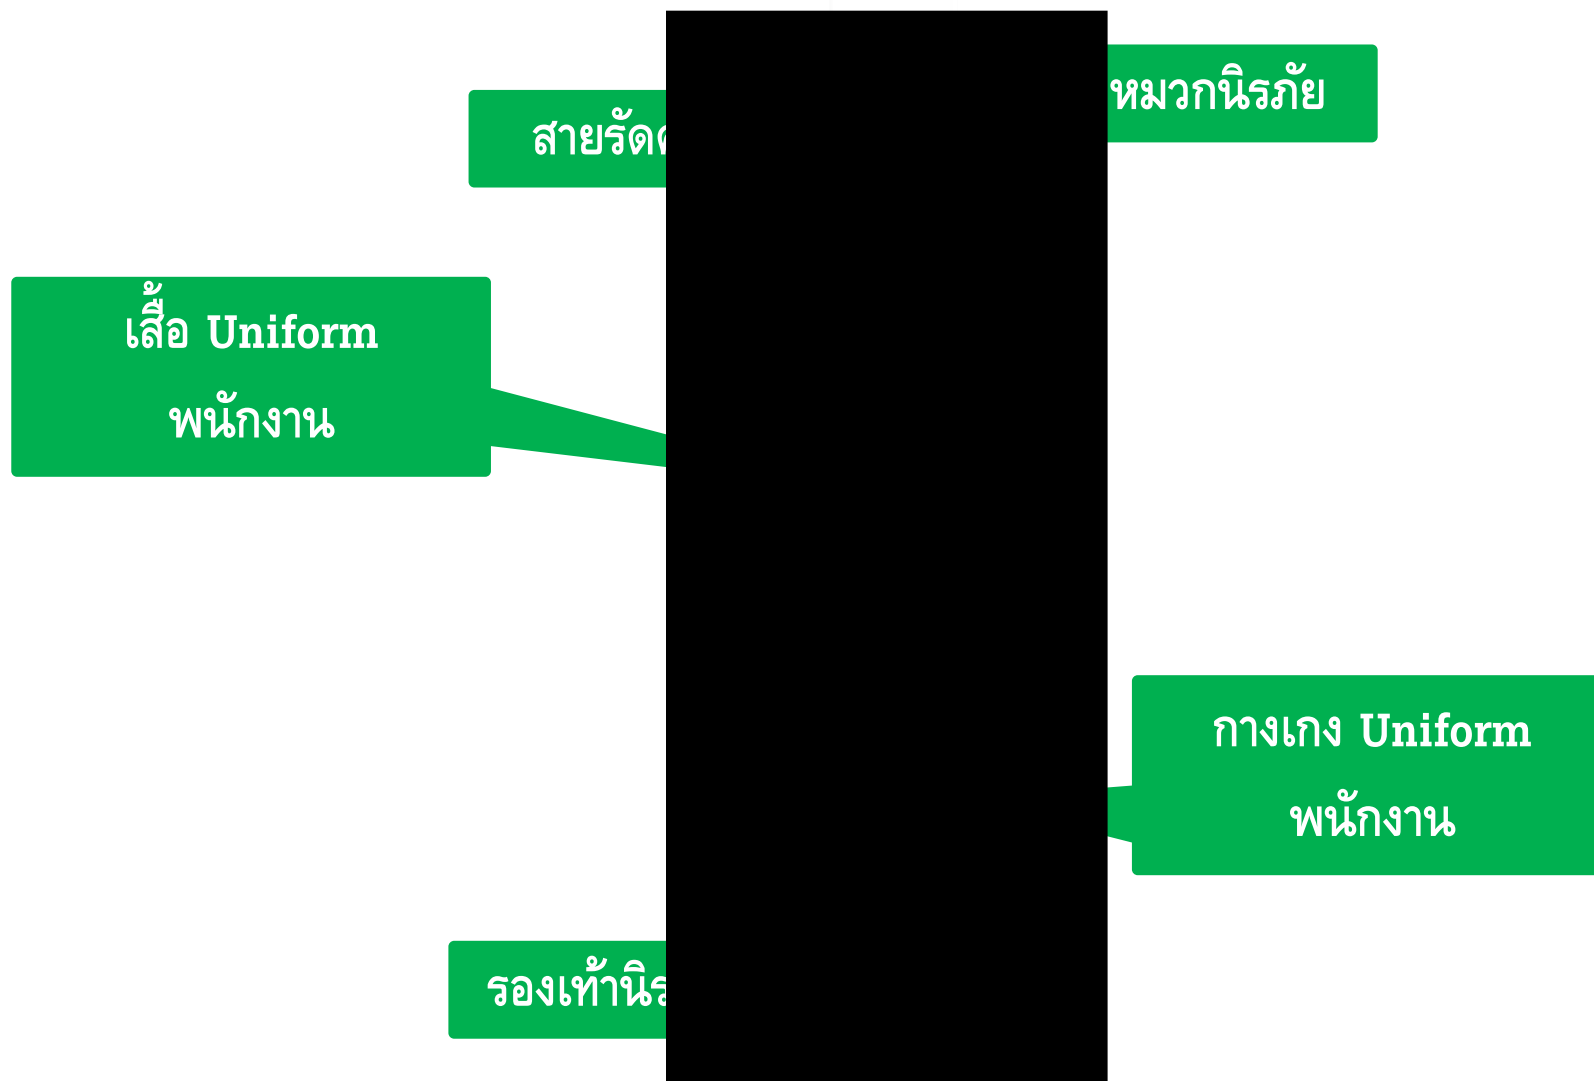 หมวกนิรภัย
สายรัด
เสื้อ Uniform
พนักงาน
กางเกง Uniform
พนักงาน
รองเท้านิร